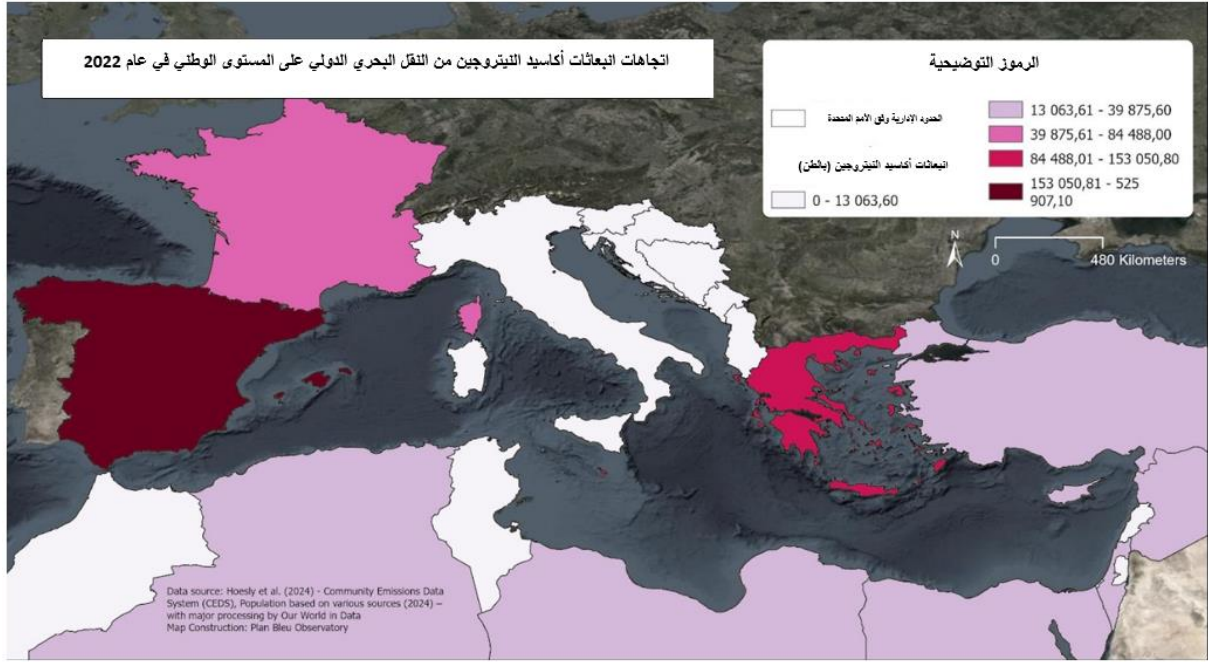 اتجاهات انبعاثات أكاسيد النيتروجين من النقل البحري الدولي على المستوى الوطني في عام 2022
الرموز التوضيحية
الحدود الإدارية وفق الأمم المتحدة
انبعاثات أكاسيد النيتروجين (بالطن)
0 - 13 063,60
13 063,61 - 39 875,60
39 875,61 - 84 488,00
84 488,01 - 153 050,80
153 050,81 - 525
907,10
N
0 480 Kilometers
Data source: Hoesly et al. (2024) - Community Emissions Data
System (CEDS), Population based on various sources (2024) –
with major processing by Our World in Data
Map Construction: Plan Bleu Observatory